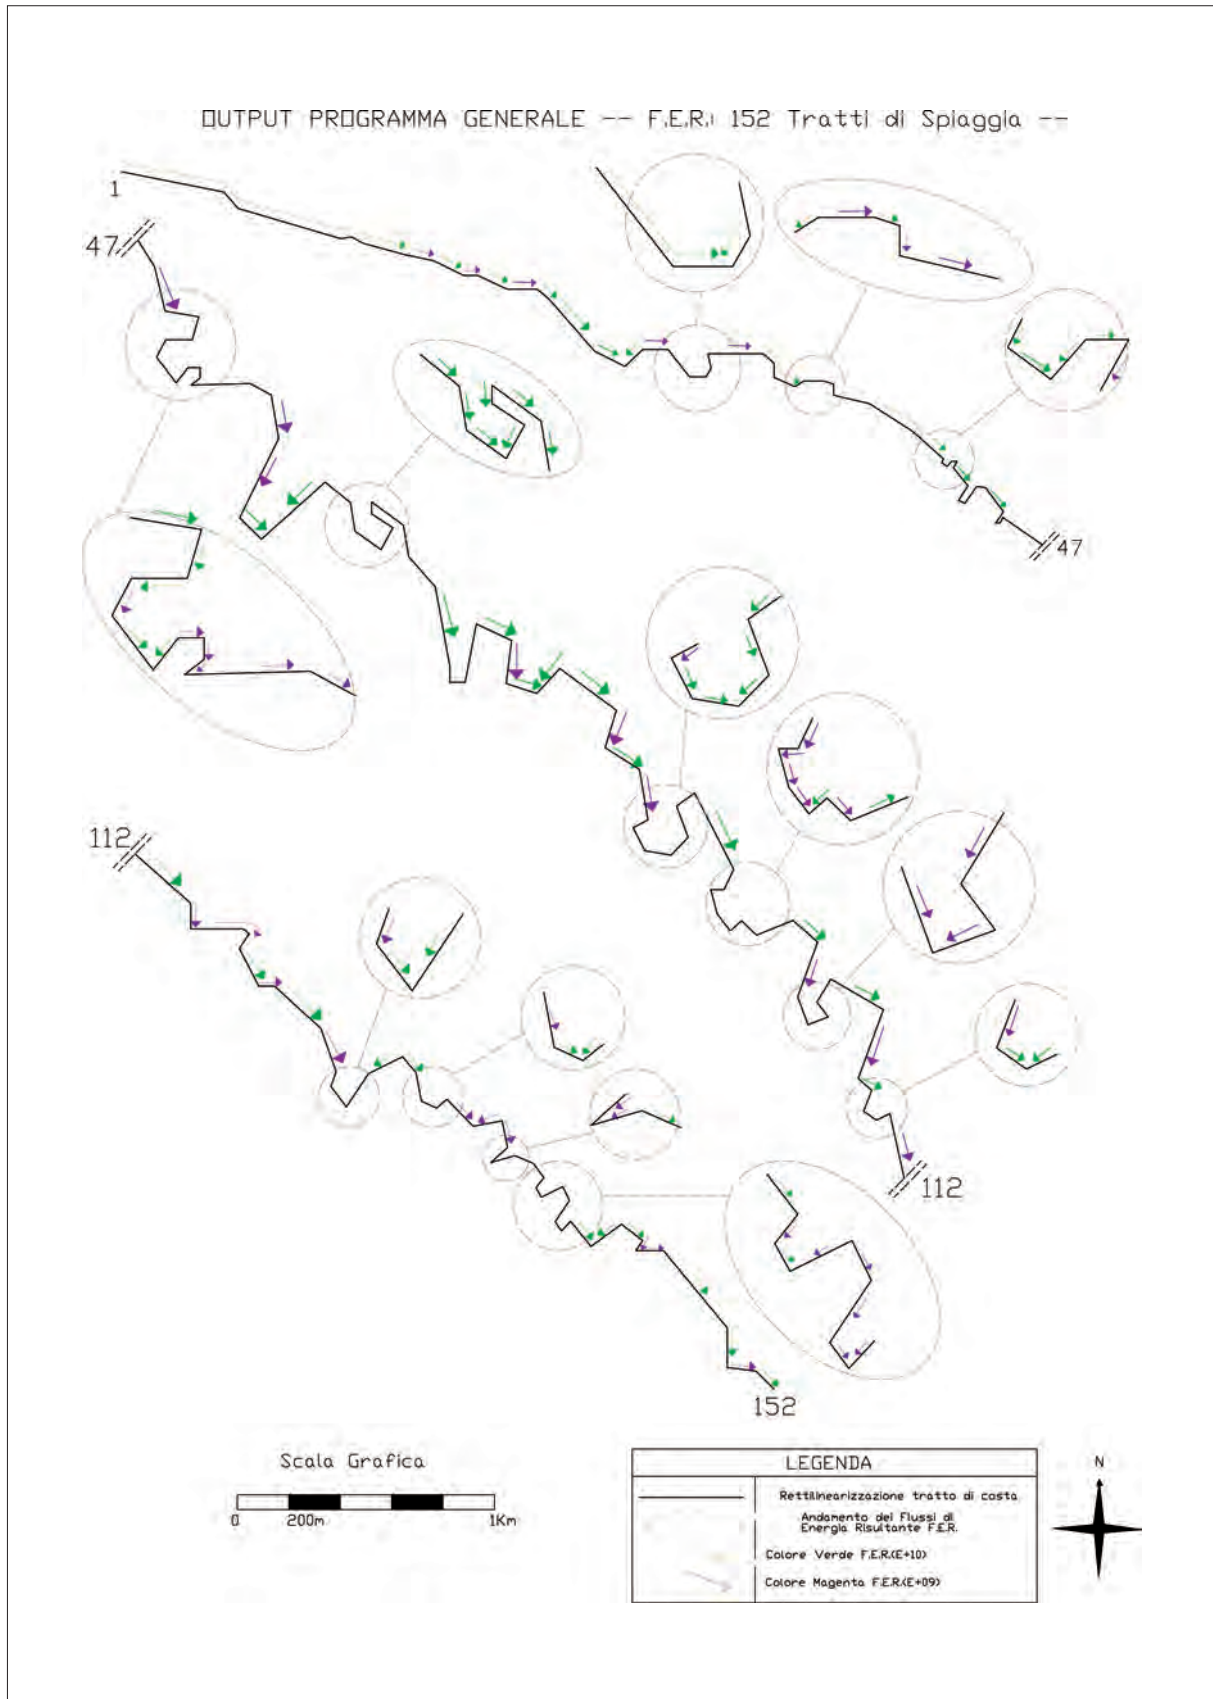 OUTPUT PROGRAMMA GENERALE -- F.E.R.: 152 Tratti di Spiaggia --
1
47
47
112
112
152
Scala Grafica
0 200m 1Km
LEGENDA
Rettilinearizzazione tratto di costa
Andamento dei Flussi di
Energia Risultante F.E.R.
Colore Verde F.E.R.(E+10)
Colore Magenta F.E.R.(E+09)
N